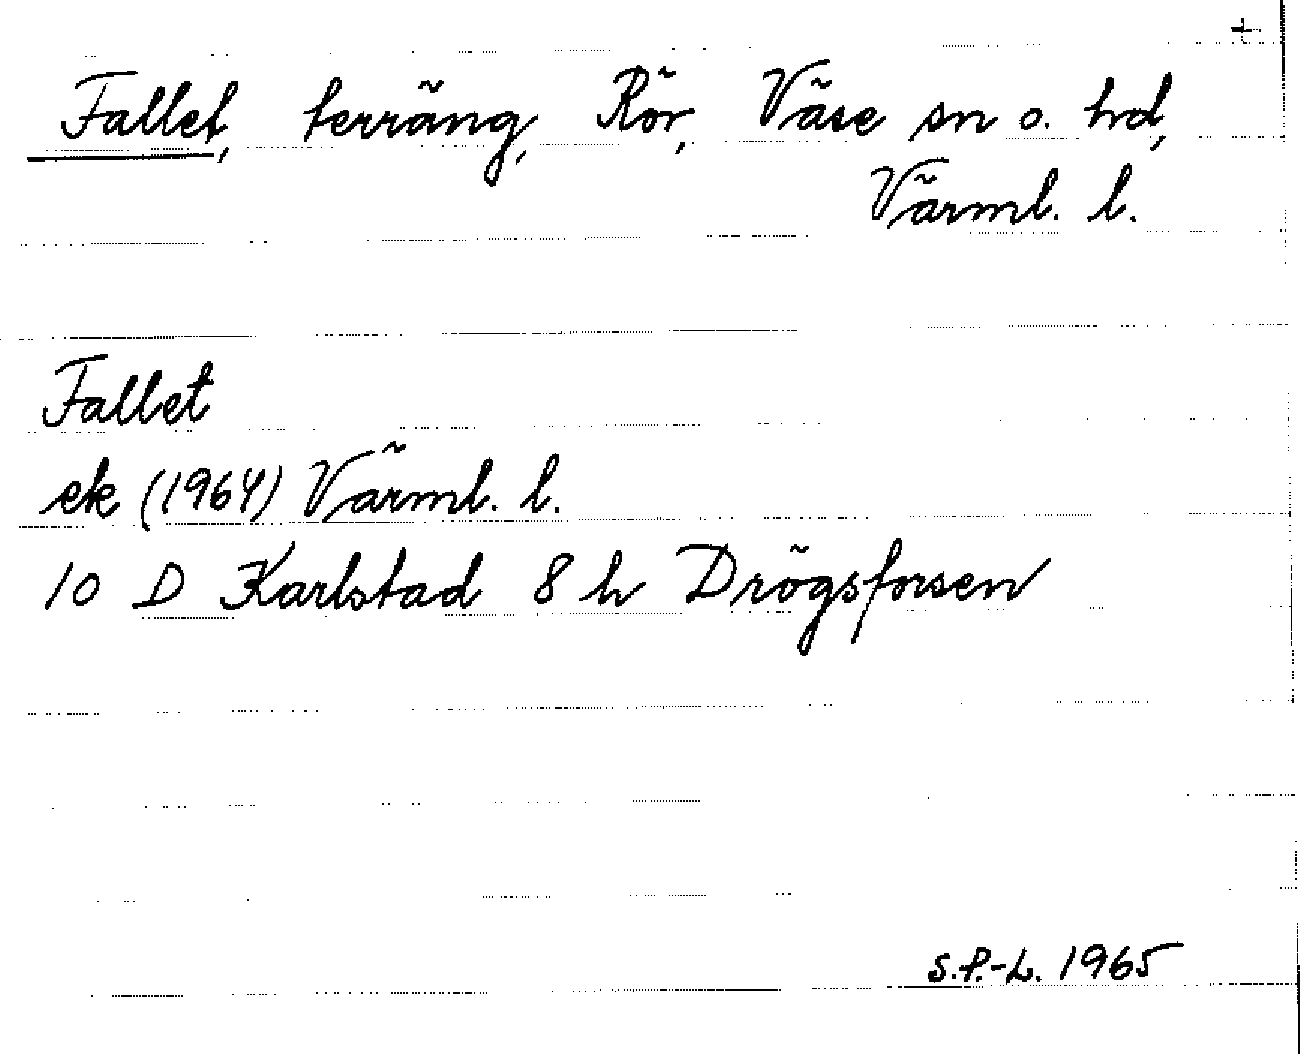 +
Fallet, terräng, Rör, Väse sn o. hd,
Värml. l.
Fallet
ek (1964) Värml. l.
10 D Karlstad 8 h Drögsforsen
S.P.-L. 1965